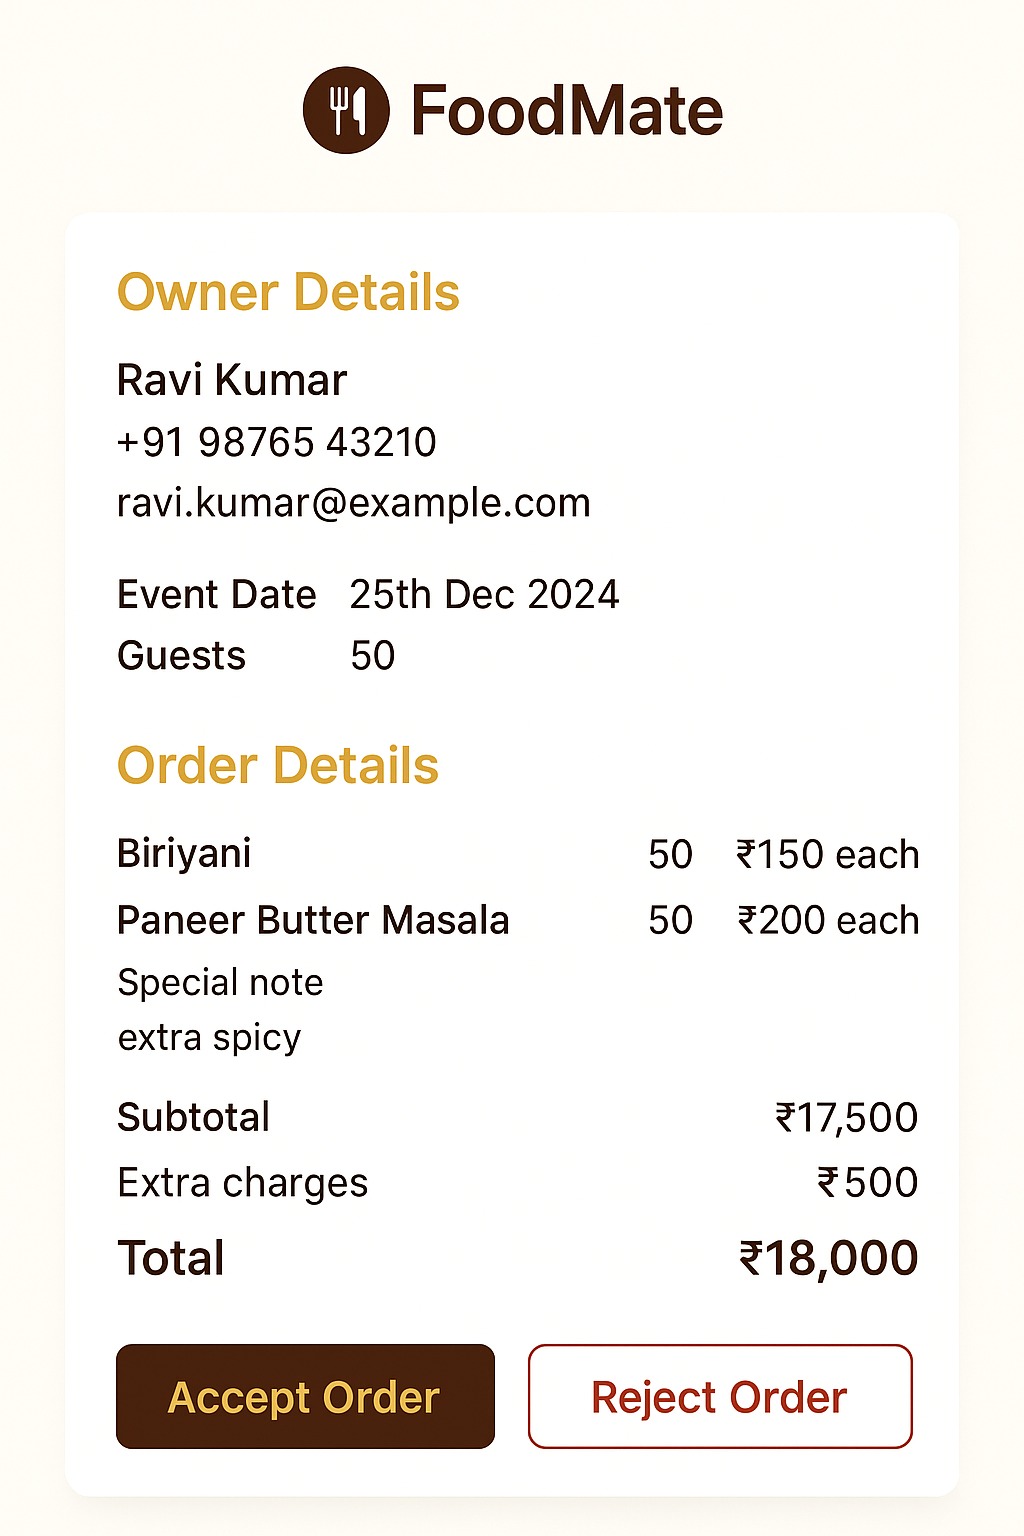 FoodMate
Owner Details
Ravi Kumar
+91 98765 43210
ravi.kumar@example.com
Event Date 25th Dec 2024
Guests 50
Order Details
Biriyani 50 ₹150 each
Paneer Butter Masala 50 ₹200 each
Special note
extra spicy
Subtotal ₹17,500
Extra charges ₹500
Total ₹18,000
Accept Order Reject Order